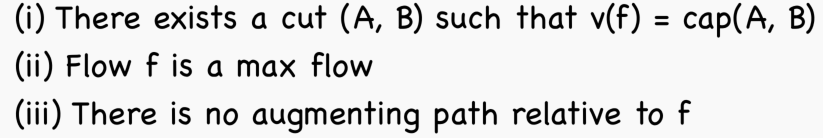 (i) There exists a cut (A, B) such that v(f) = cap(A, B)
(ii) Flow f is a max flow
(iii) There is no augmenting path relative to f